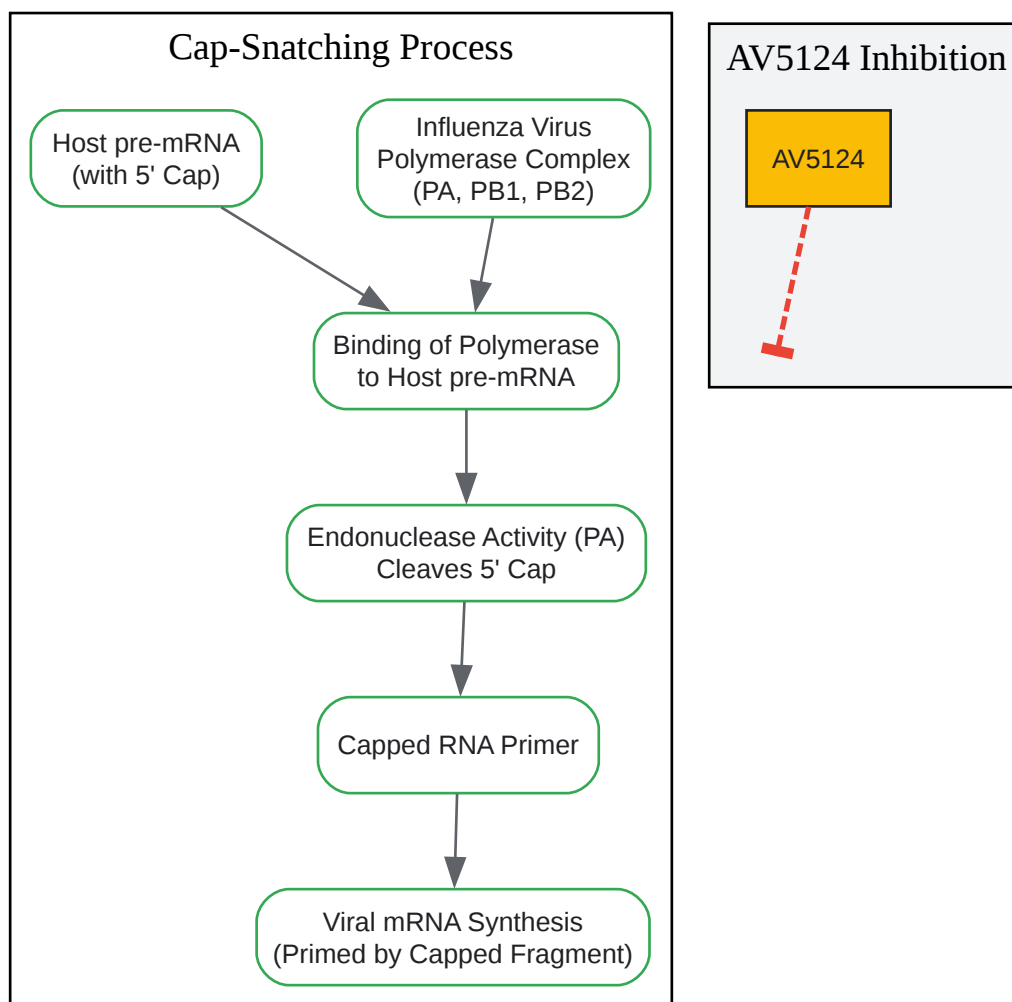 Cap-Snatching Process
Host pre-mRNA
(with 5' Cap)
Influenza Virus
Polymerase Complex
(PA, PB1, PB2)
Binding of Polymerase
to Host pre-mRNA
Endonuclease Activity (PA)
Cleaves 5' Cap
Capped RNA Primer
Viral mRNA Synthesis
(Primed by Capped Fragment)
AV5124 Inhibition
AV5124